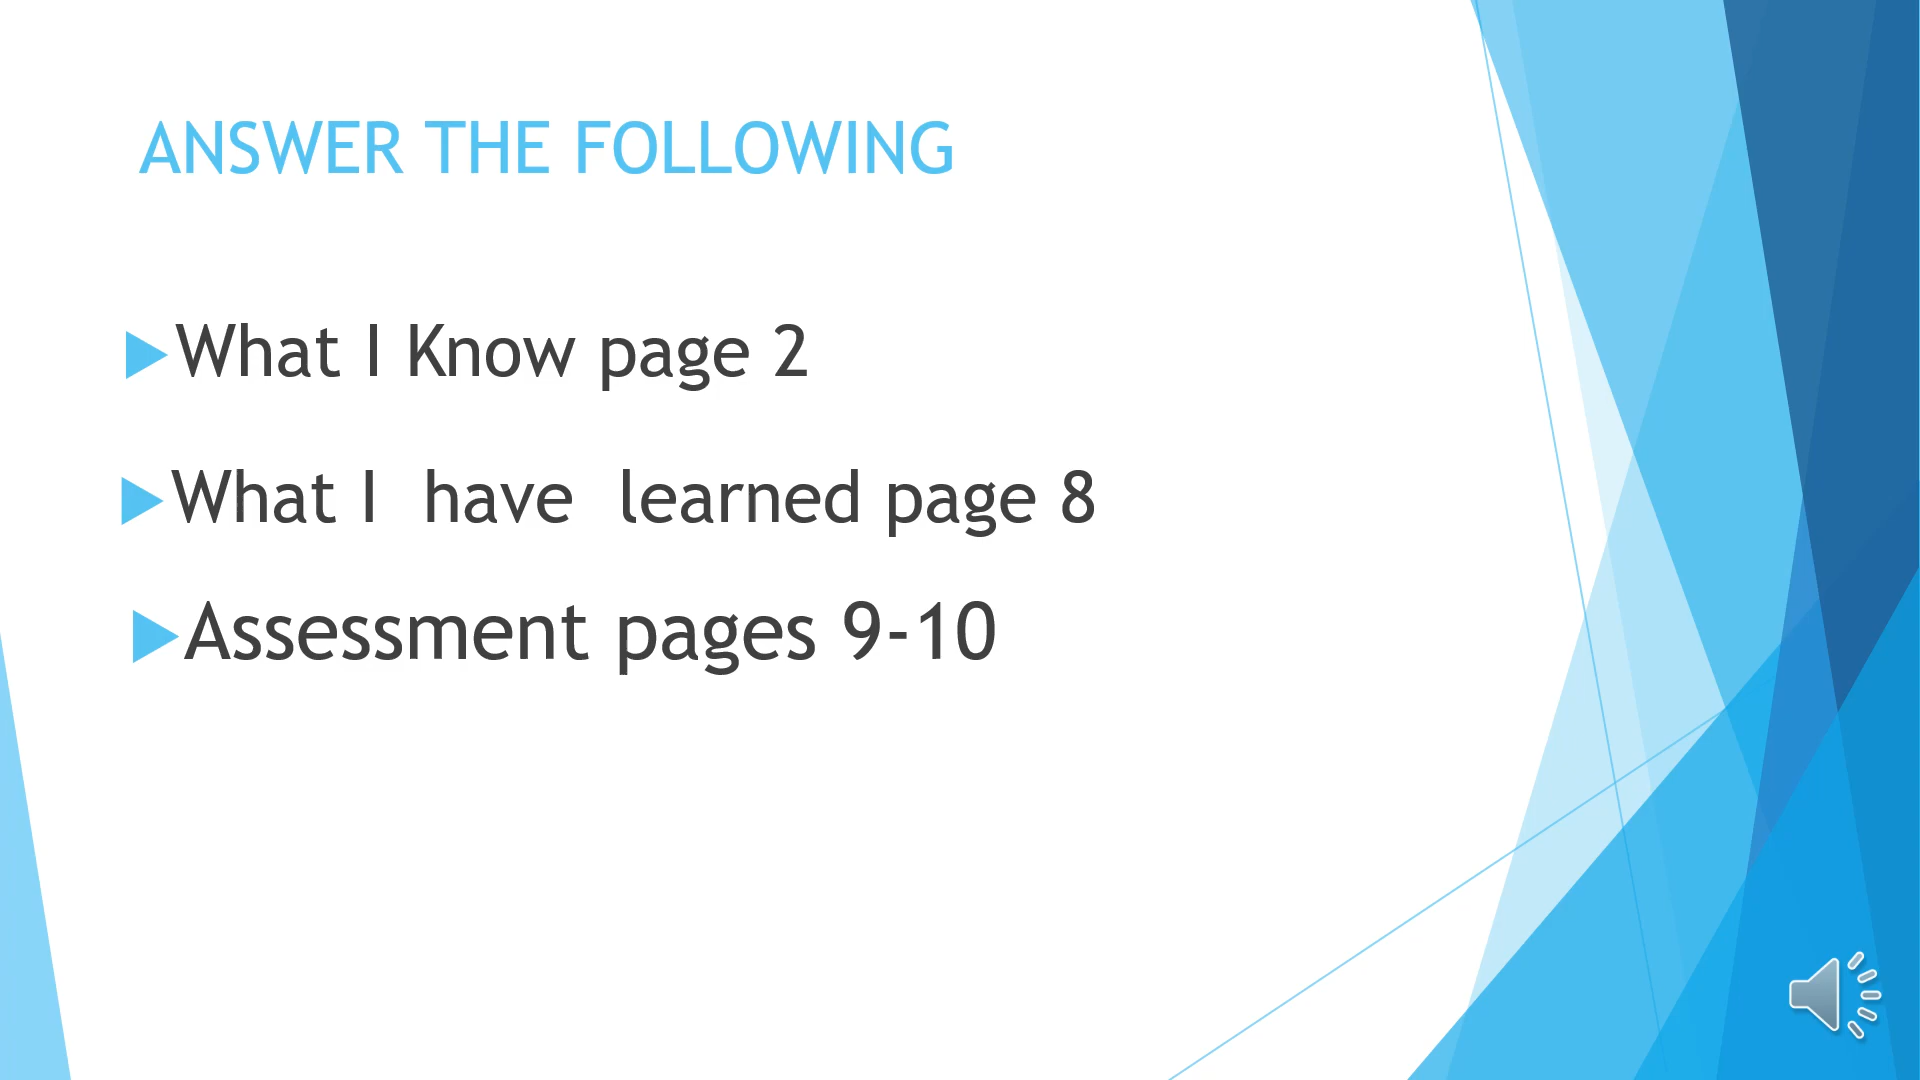 ANSWER THE FOLLOWING
What I Know page 2
What I have learned page 8
Assessment pages 9-10